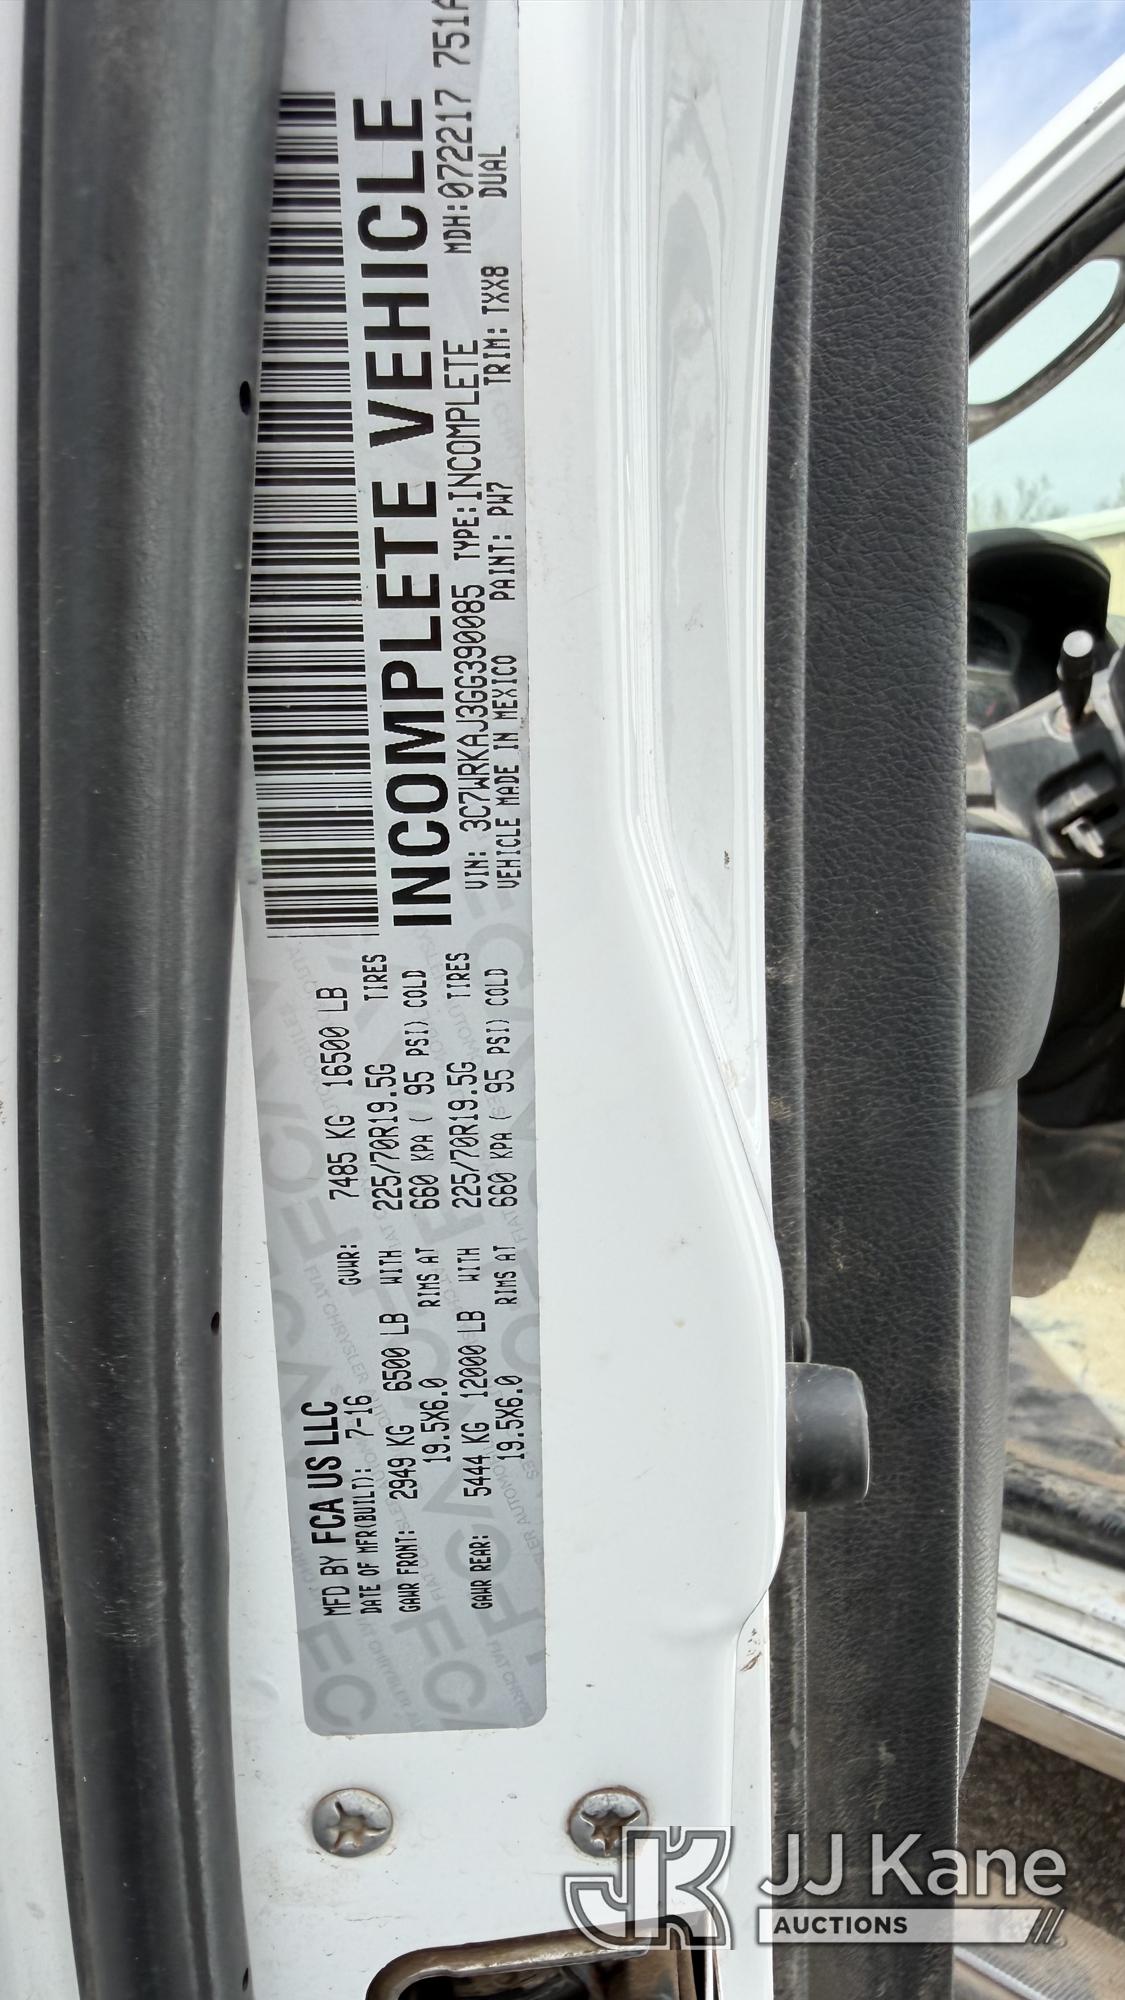 MFD BY FCA US LLC
DATE OF MFR(BUILT): 7-16 GVWR: 7485 KG 16500 LB
GAWR FRONT: 2949 KG 6500 LB WITH 225/70R19.5G TIRES
19.5X6.0 RIMS AT 660 KPA ( 95 PSI) COLD
GAWR REAR: 5444 KG 12000 LB WITH 225/70R19.5G TIRES
19.5X6.0 RIMS AT 660 KPA ( 95 PSI) COLD
INCOMPLETE VEHICLE
VIN: 3C7WRKAJ3GG390085 TYPE: INCOMPLETE MDH: 072217 751A
VEHICLE MADE IN MEXICO PAINT: PW7 TRIM: TXX8 DUAL
JJ Kane
AUCTIONS